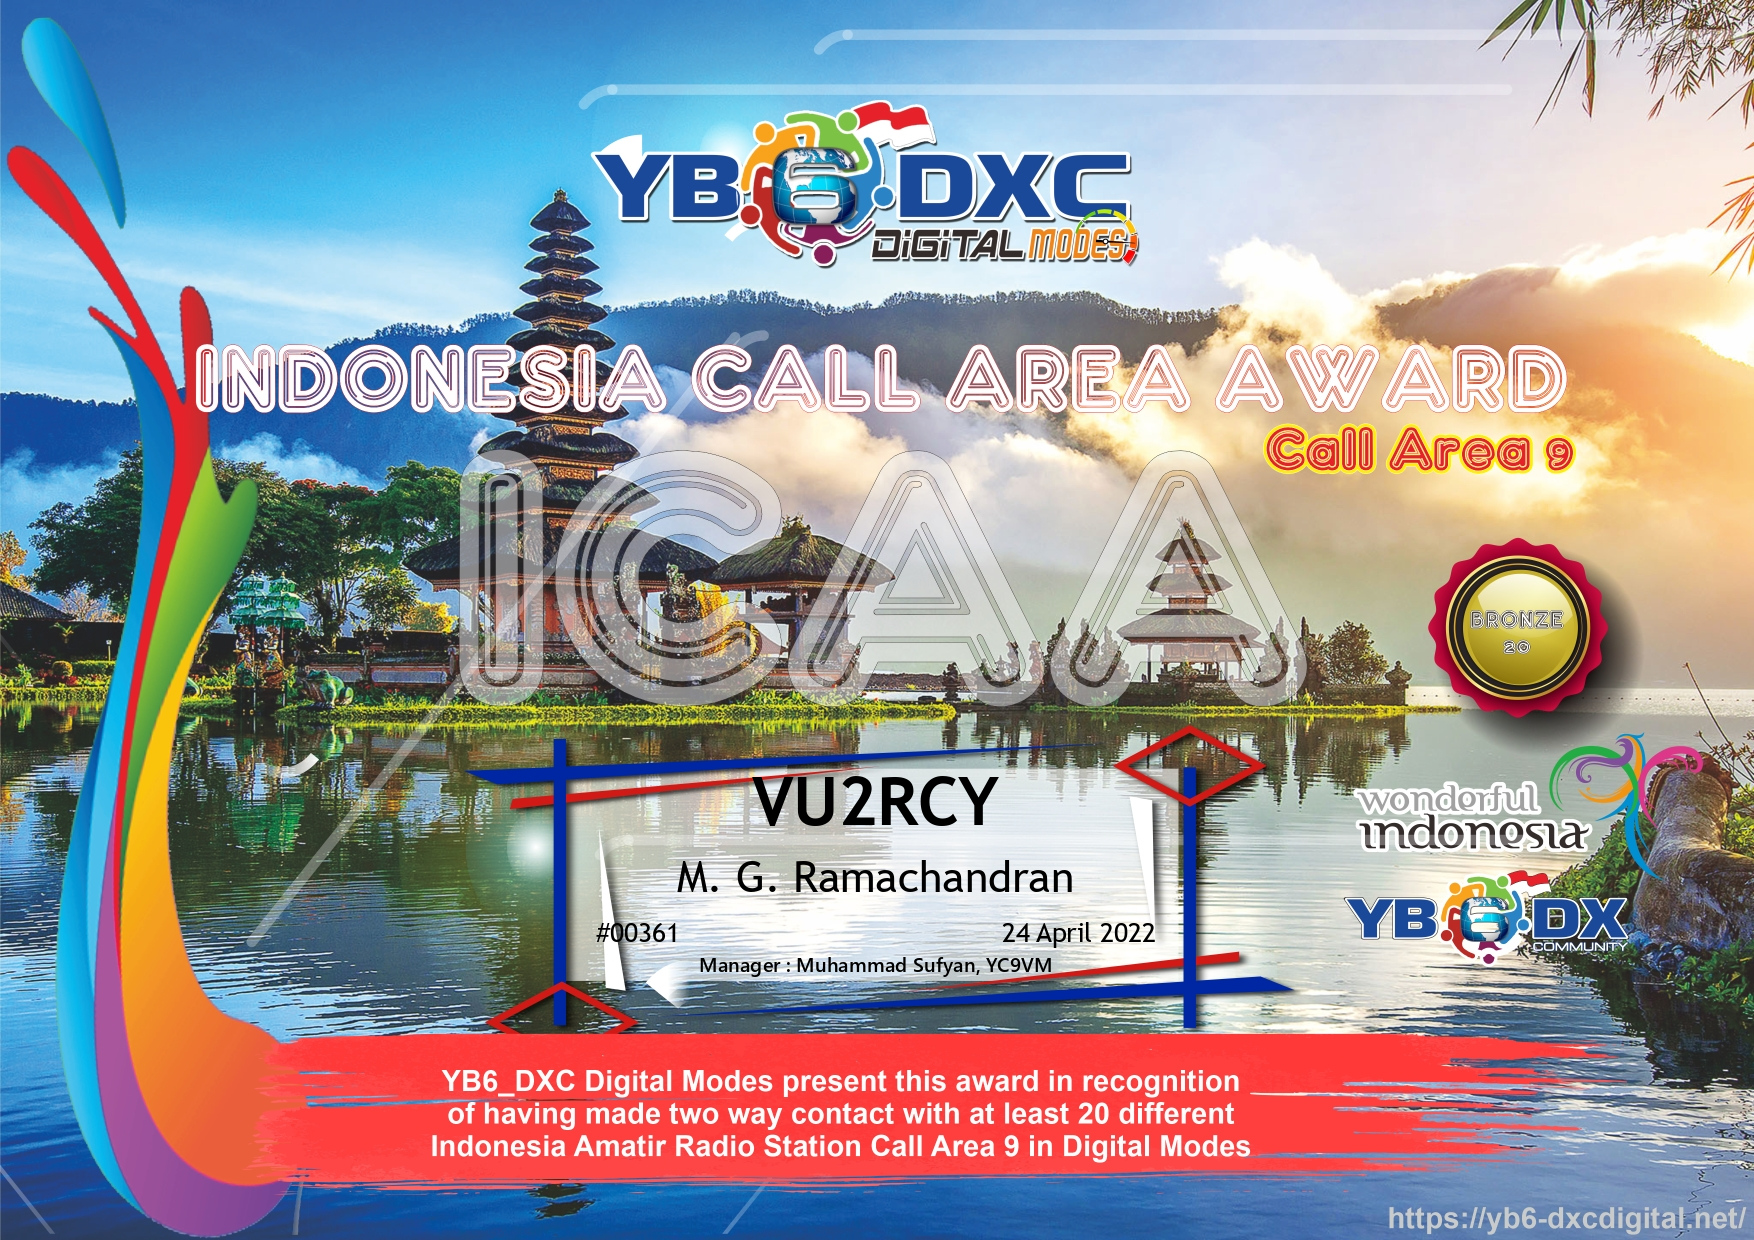 YB6DXC
DIGITAL MODES
INDONESIA CALL AREA AWARD
Call Area 9
ICAA
BRONZE
20
VU2RCY
M. G. Ramachandran
#00361 24 April 2022
Manager : Muhammad Sufyan, YC9VM
wonderful
indonesia
YB6DX
COMMUNITY
YB6_DXC Digital Modes present this award in recognition
of having made two way contact with at least 20 different
Indonesia Amatir Radio Station Call Area 9 in Digital Modes
https://yb6-dxcdigital.net/